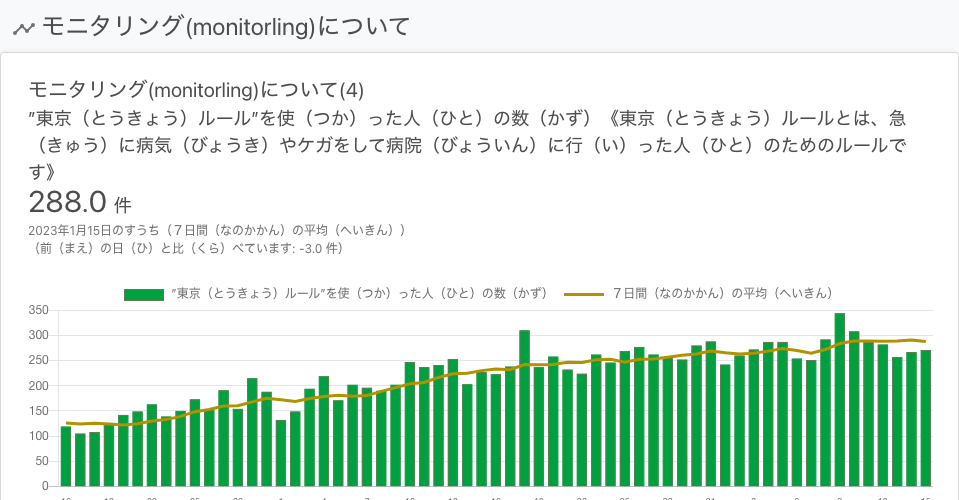 モニタリング(monitorling)について
モニタリング(monitorling)について(4)
”東京（とうきょう）ルール”を使（つか）った人（ひと）の数（かず）《東京（とうきょう）ルールとは、急
（きゅう）に病気（びょうき）やケガをして病院（びょういん）に行（い）った人（ひと）のためのルールで
す》
288.0 件
2023年1月15日のすうち（７日間（なのかかん）の平均（へいきん））
（前（まえ）の日（ひ）と比（くら）べています: -3.0 件）
”東京（とうきょう）ルール”を使（つか）った人（ひと）の数（かず） ７日間（なのかかん）の平均（へいきん）
350
300
250
200
150
100
50
0